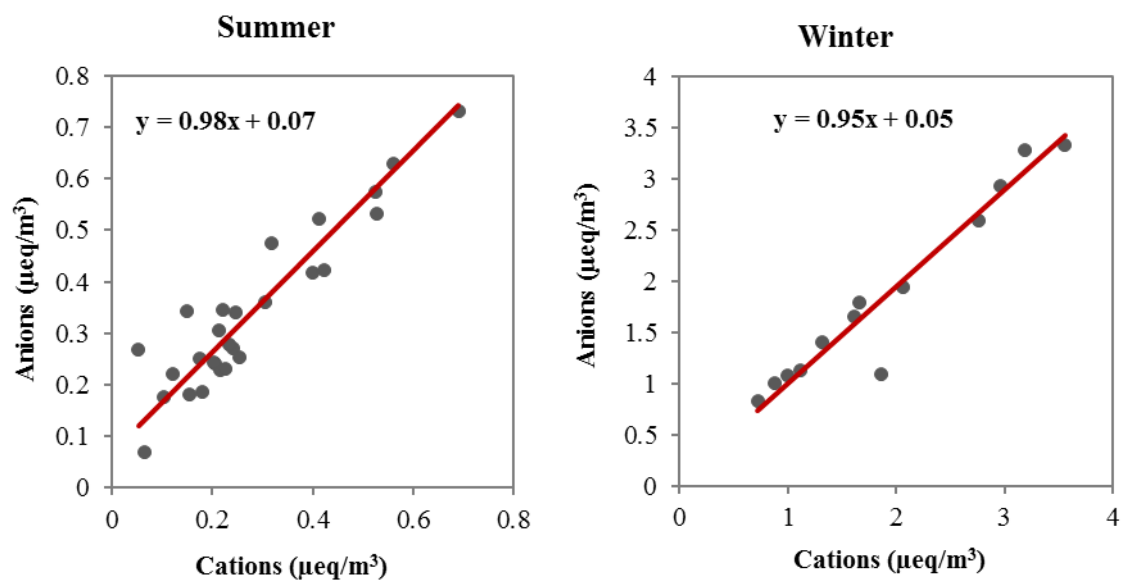 Summer
y = 0.98x + 0.07
Anions (µeq/m³)
0.8
0.7
0.6
0.5
0.4
0.3
0.2
0.1
0
0 0.2 0.4 0.6 0.8
Cations (µeq/m³)
Winter
y = 0.95x + 0.05
Anions (µeq/m³)
4
3.5
3
2.5
2
1.5
1
0.5
0
0 1 2 3 4
Cations (µeq/m³)